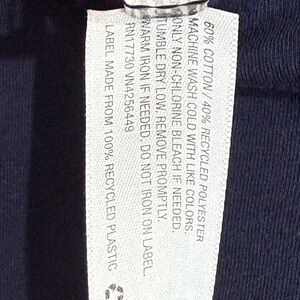 60% COTTON/ 40% RECYCLED POLYESTER
MACHINE WASH COLD WITH LIKE COLORS.
ONLY NON-CHLORINE BLEACH IF NEEDED.
TUMBLE DRY LOW. REMOVE PROMPTLY.
WARM IRON IF NEEDED. DO NOT IRON ON LABEL.
RN17730 VN4256449
LABEL MADE FROM 100% RECYCLED PLASTIC